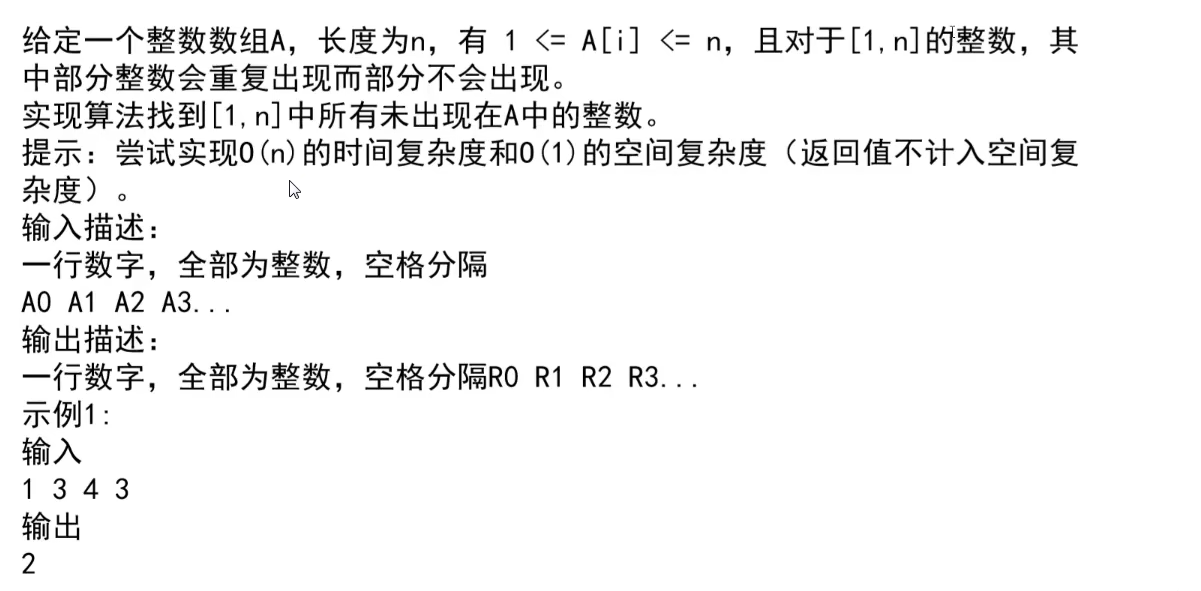 给定一个整数数组A，长度为n，有 1 <= A[i] <= n，且对于[1,n]的整数，其
中部分整数会重复出现而部分不会出现。
实现算法找到[1,n]中所有未出现在A中的整数。
提示：尝试实现O(n)的时间复杂度和O(1)的空间复杂度（返回值不计入空间复
杂度）。
输入描述：
一行数字，全部为整数，空格分隔
A0 A1 A2 A3...
输出描述：
一行数字，全部为整数，空格分隔R0 R1 R2 R3...
示例1:
输入
1 3 4 3
输出
2